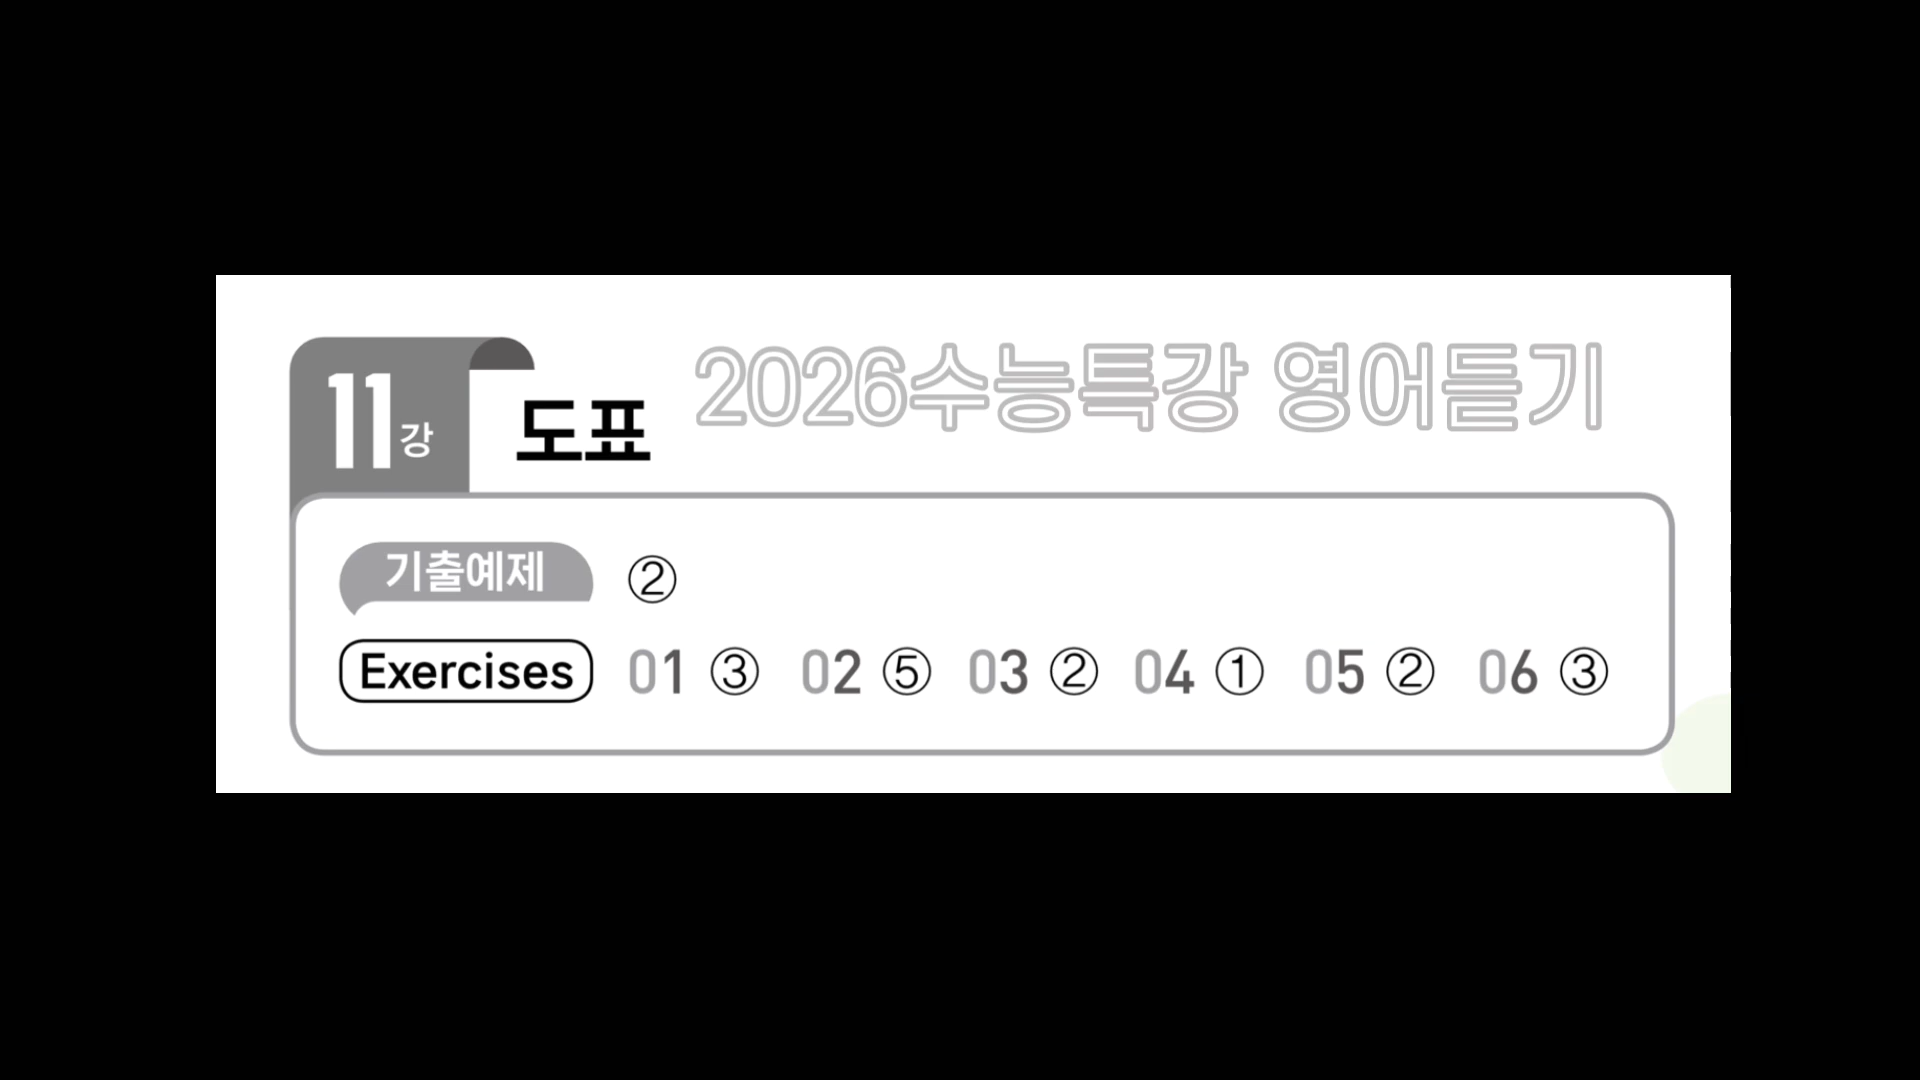 11강 도표 2026수능특강 영어듣기
기출예제 ②
Exercises 01 ③ 02 ⑤ 03 ② 04 ① 05 ② 06 ③